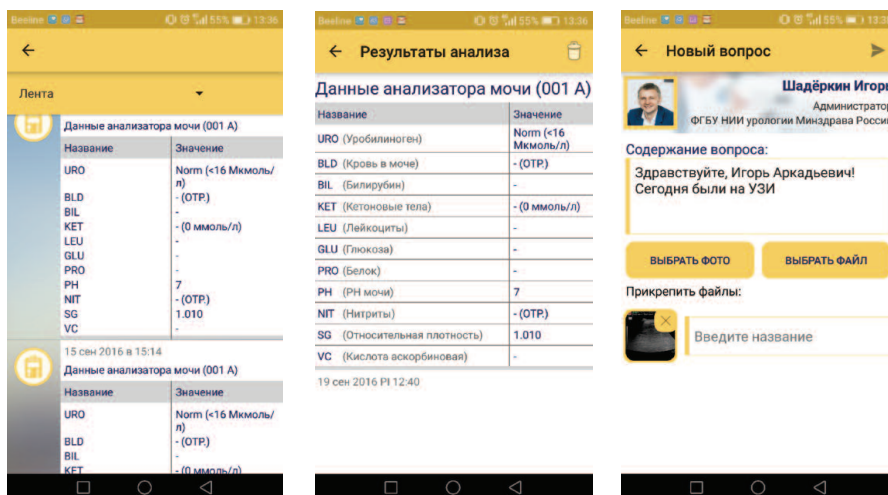 Beeline 55% 13:36
Лента
Данные анализатора мочи (001 A)
Название Значение
URO Norm (<16 Мкмоль/
л)
BLD - (ОТР.)
BIL -
KET - (0 ммоль/л)
LEU -
GLU -
PRO -
PH 7
NIT - (ОТР.)
SG 1.010
VC -
15 сен 2016 в 15:14
Данные анализатора мочи (001 A)
Название Значение
URO Norm (<16 Мкмоль/
л)
BLD - (ОТР.)
BIL -
KET - (0 ммоль/л)
Beeline 55% 13:36
Результаты анализа
Данные анализатора мочи (001 A)
Название Значение
URO (Уробилиноген) Norm (<16
Мкмоль/л)
BLD (Кровь в моче) - (ОТР.)
BIL (Билирубин) -
KET (Кетоновые тела) - (0 ммоль/л)
LEU (Лейкоциты) -
GLU (Глюкоза) -
PRO (Белок) -
PH (PH мочи) 7
NIT (Нитриты) - (ОТР.)
SG (Относительная плотность) 1.010
VC (Кислота аскорбиновая) -
19 сен 2016 PI 12:40
Beeline 55% 13:36
Новый вопрос
Шадёркин Игорь
Администратор
ФГБУ НИИ урологии Минздрава России
Содержание вопроса:
Здравствуйте, Игорь Аркадьевич!
Сегодня были на УЗИ
ВЫБРАТЬ ФОТО ВЫБРАТЬ ФАЙЛ
Прикрепить файлы:
Введите название